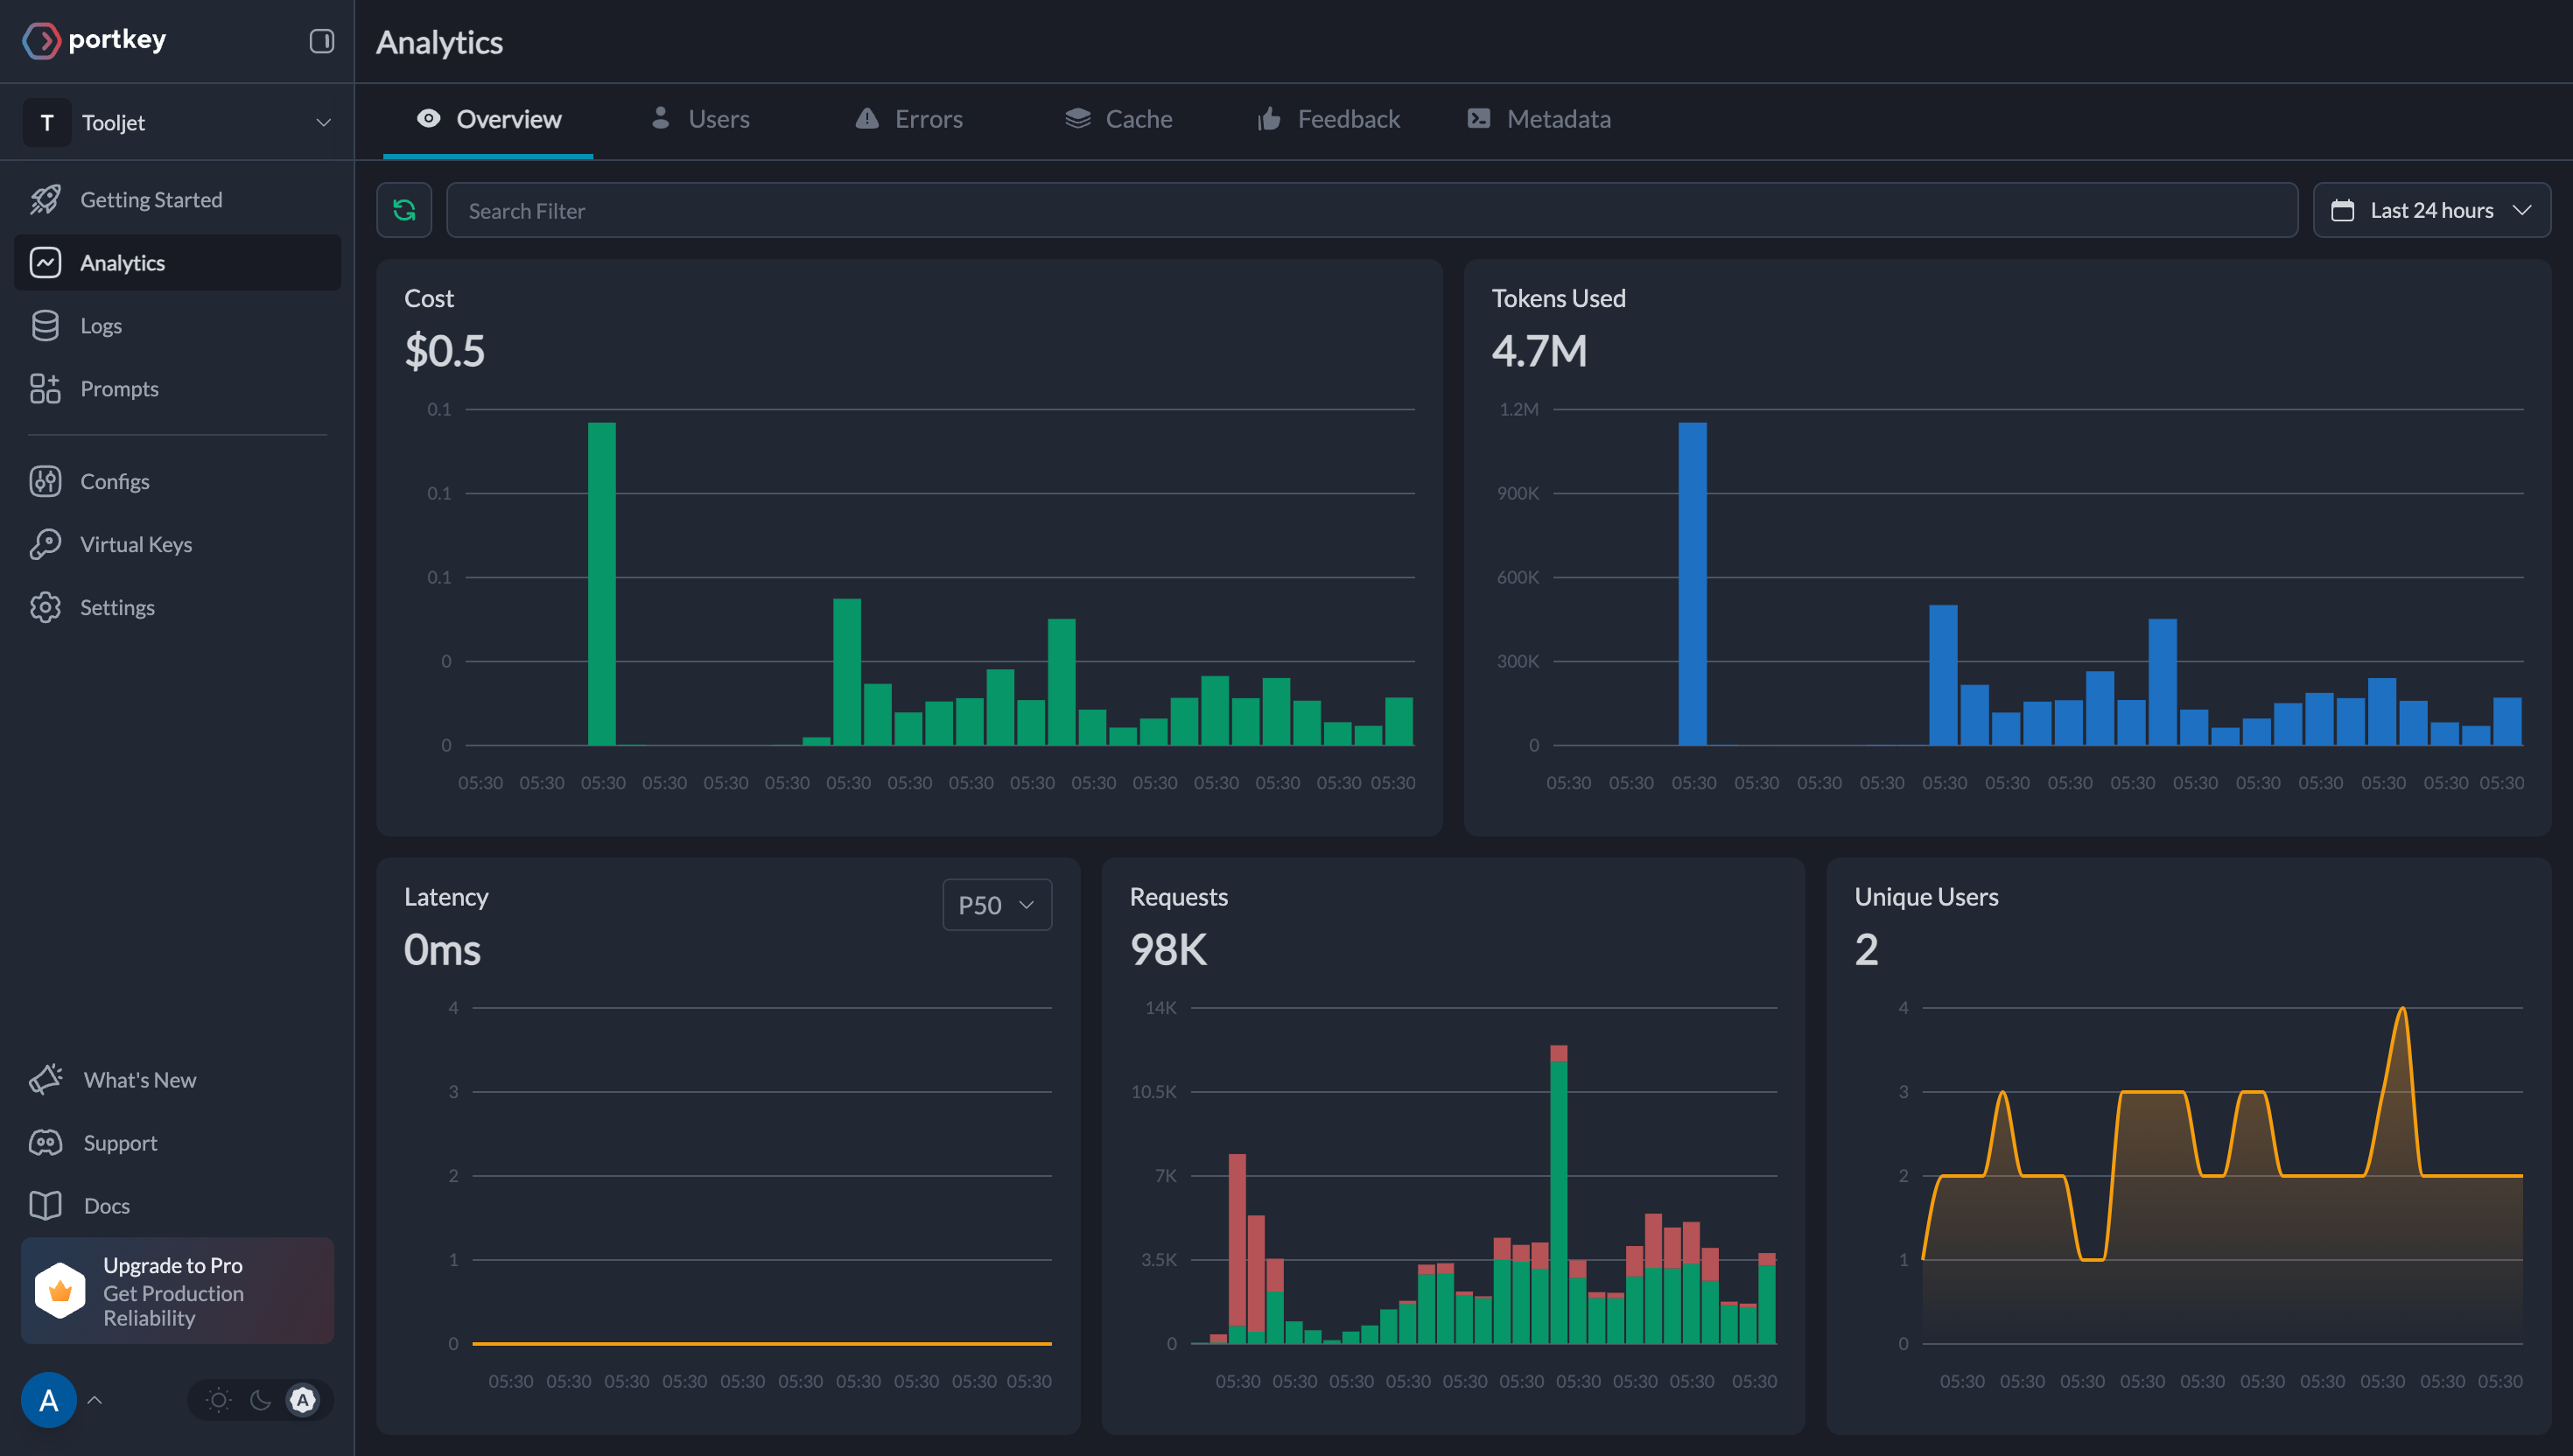 portkey
T Tooljet
Getting Started
Analytics
Logs
Prompts
Configs
Virtual Keys
Settings
What's New
Support
Docs
Upgrade to Pro
Get Production
Reliability
A
A
Analytics
Overview Users Errors Cache Feedback Metadata
Search Filter
Last 24 hours
Cost
$0.5
0.1
0.1
0.1
0
0
05:30 05:30 05:30 05:30 05:30 05:30 05:30 05:30 05:30 05:30 05:30 05:30 05:30 05:30 05:30 05:30
Tokens Used
4.7M
1.2M
900K
600K
300K
0
05:30 05:30 05:30 05:30 05:30 05:30 05:30 05:30 05:30 05:30 05:30 05:30 05:30 05:30 05:30 05:30
Latency
P50
0ms
4
3
2
1
0
05:30 05:30 05:30 05:30 05:30 05:30 05:30 05:30 05:30 05:30
Requests
98K
14K
10.5K
7K
3.5K
0
05:30 05:30 05:30 05:30 05:30 05:30 05:30 05:30 05:30 05:30
Unique Users
2
4
3
2
1
0
05:30 05:30 05:30 05:30 05:30 05:30 05:30 05:30 05:30 05:30